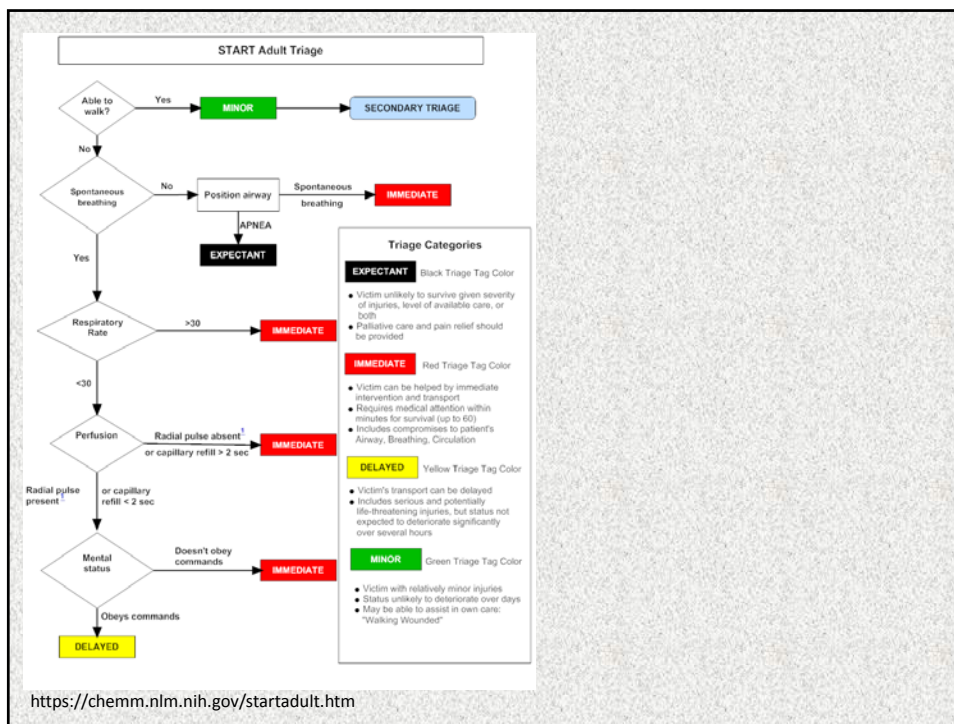 START Adult Triage
Able to
walk?
Yes
MINOR
SECONDARY TRIAGE
No
Spontaneous
breathing
No
Position airway
Spontaneous
breathing
IMMEDIATE
APNEA
EXPECTANT
Yes
Respiratory
Rate
>30
IMMEDIATE
<30
Perfusion
Radial pulse absent1
or capillary refill > 2 sec
IMMEDIATE
Radial pulse
present1
or capillary
refill < 2 sec
Mental
status
Doesn't obey
commands
IMMEDIATE
Obeys commands
DELAYED
Triage Categories
EXPECTANT Black Triage Tag Color
● Victim unlikely to survive given severity
of injuries, level of available care, or
both
● Palliative care and pain relief should
be provided
IMMEDIATE Red Triage Tag Color
● Victim can be helped by immediate
intervention and transport
● Requires medical attention within
minutes for survival (up to 60)
● Includes compromises to patient's
Airway, Breathing, Circulation
DELAYED Yellow Triage Tag Color
● Victim's transport can be delayed
● Includes serious and potentially
life-threatening injuries, but status not
expected to deteriorate significantly
over several hours
MINOR Green Triage Tag Color
● Victim with relatively minor injuries
● Status unlikely to deteriorate over days
● May be able to assist in own care:
"Walking Wounded"
https://chemm.nlm.nih.gov/startadult.htm